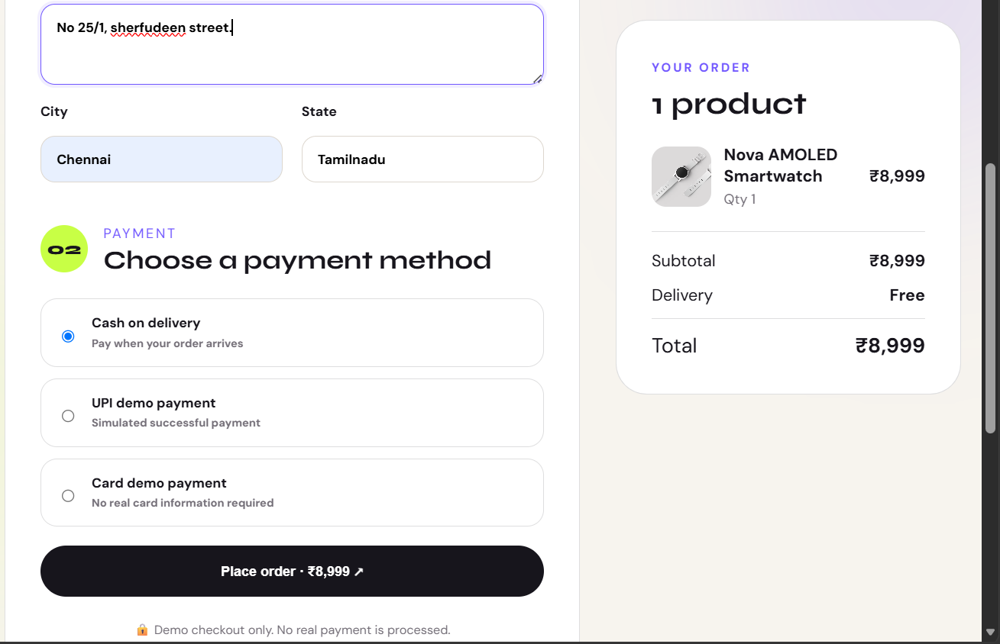 No 25/1, sherfudeen street.
City
State
Chennai
Tamilnadu
02
PAYMENT
Choose a payment method
Cash on delivery
Pay when your order arrives
UPI demo payment
Simulated successful payment
Card demo payment
No real card information required
Place order · ₹8,999 ↗
🔒 Demo checkout only. No real payment is processed.
YOUR ORDER
1 product
Nova AMOLED
Smartwatch
₹8,999
Qty 1
Subtotal ₹8,999
Delivery Free
Total ₹8,999